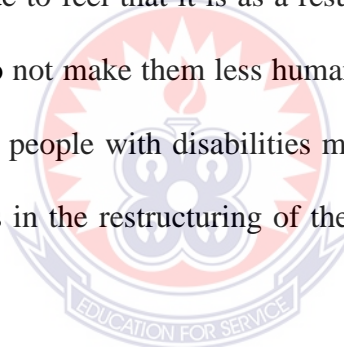 e to feel that it is as a resu
not make them less human
people with disabilities m
in the restructuring of the
EDUCATION FOR SERVICE